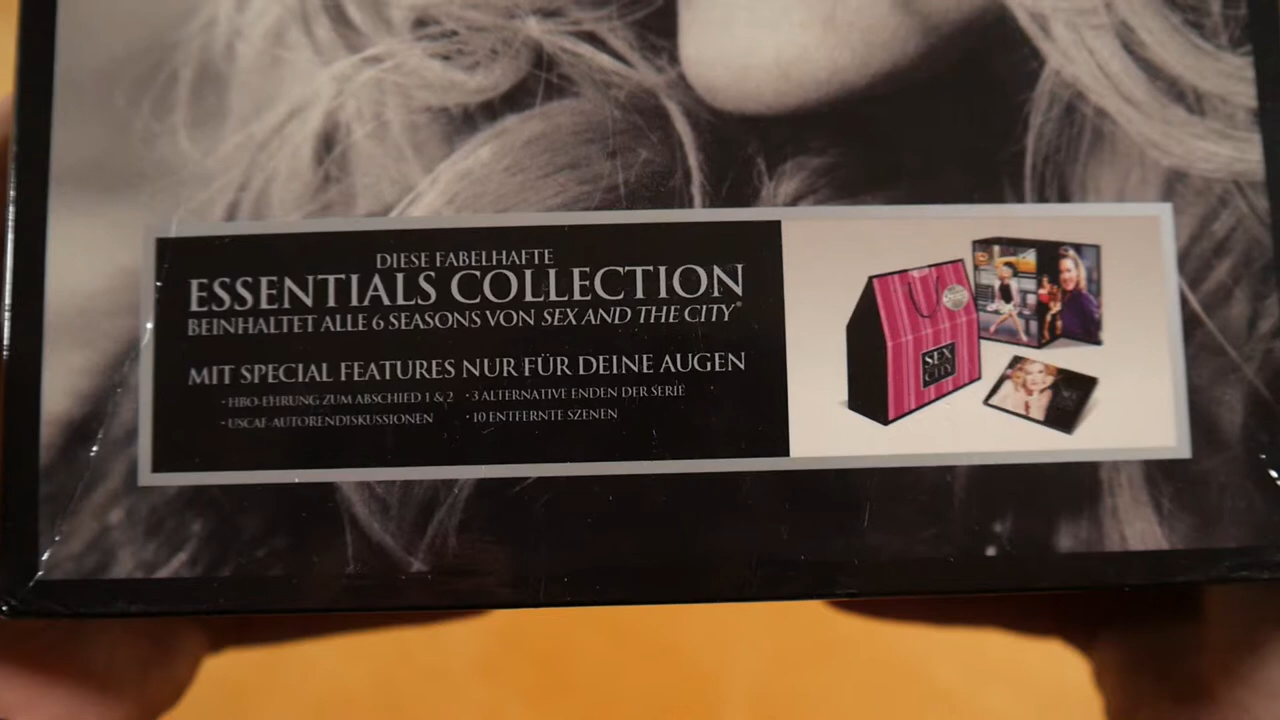 DIESE FABELHAFTE
ESSENTIALS COLLECTION
BEINHALTET ALLE 6 SEASONS VON SEX AND THE CITY®
MIT SPECIAL FEATURES NUR FÜR DEINE AUGEN
· HBO-EHRUNG ZUM ABSCHIED 1 & 2 · 3 ALTERNATIVE ENDEN DER SERIE
· USCAF-AUTORENDISKUSSIONEN · 10 ENTFERNTE SZENEN
SEX
CITY